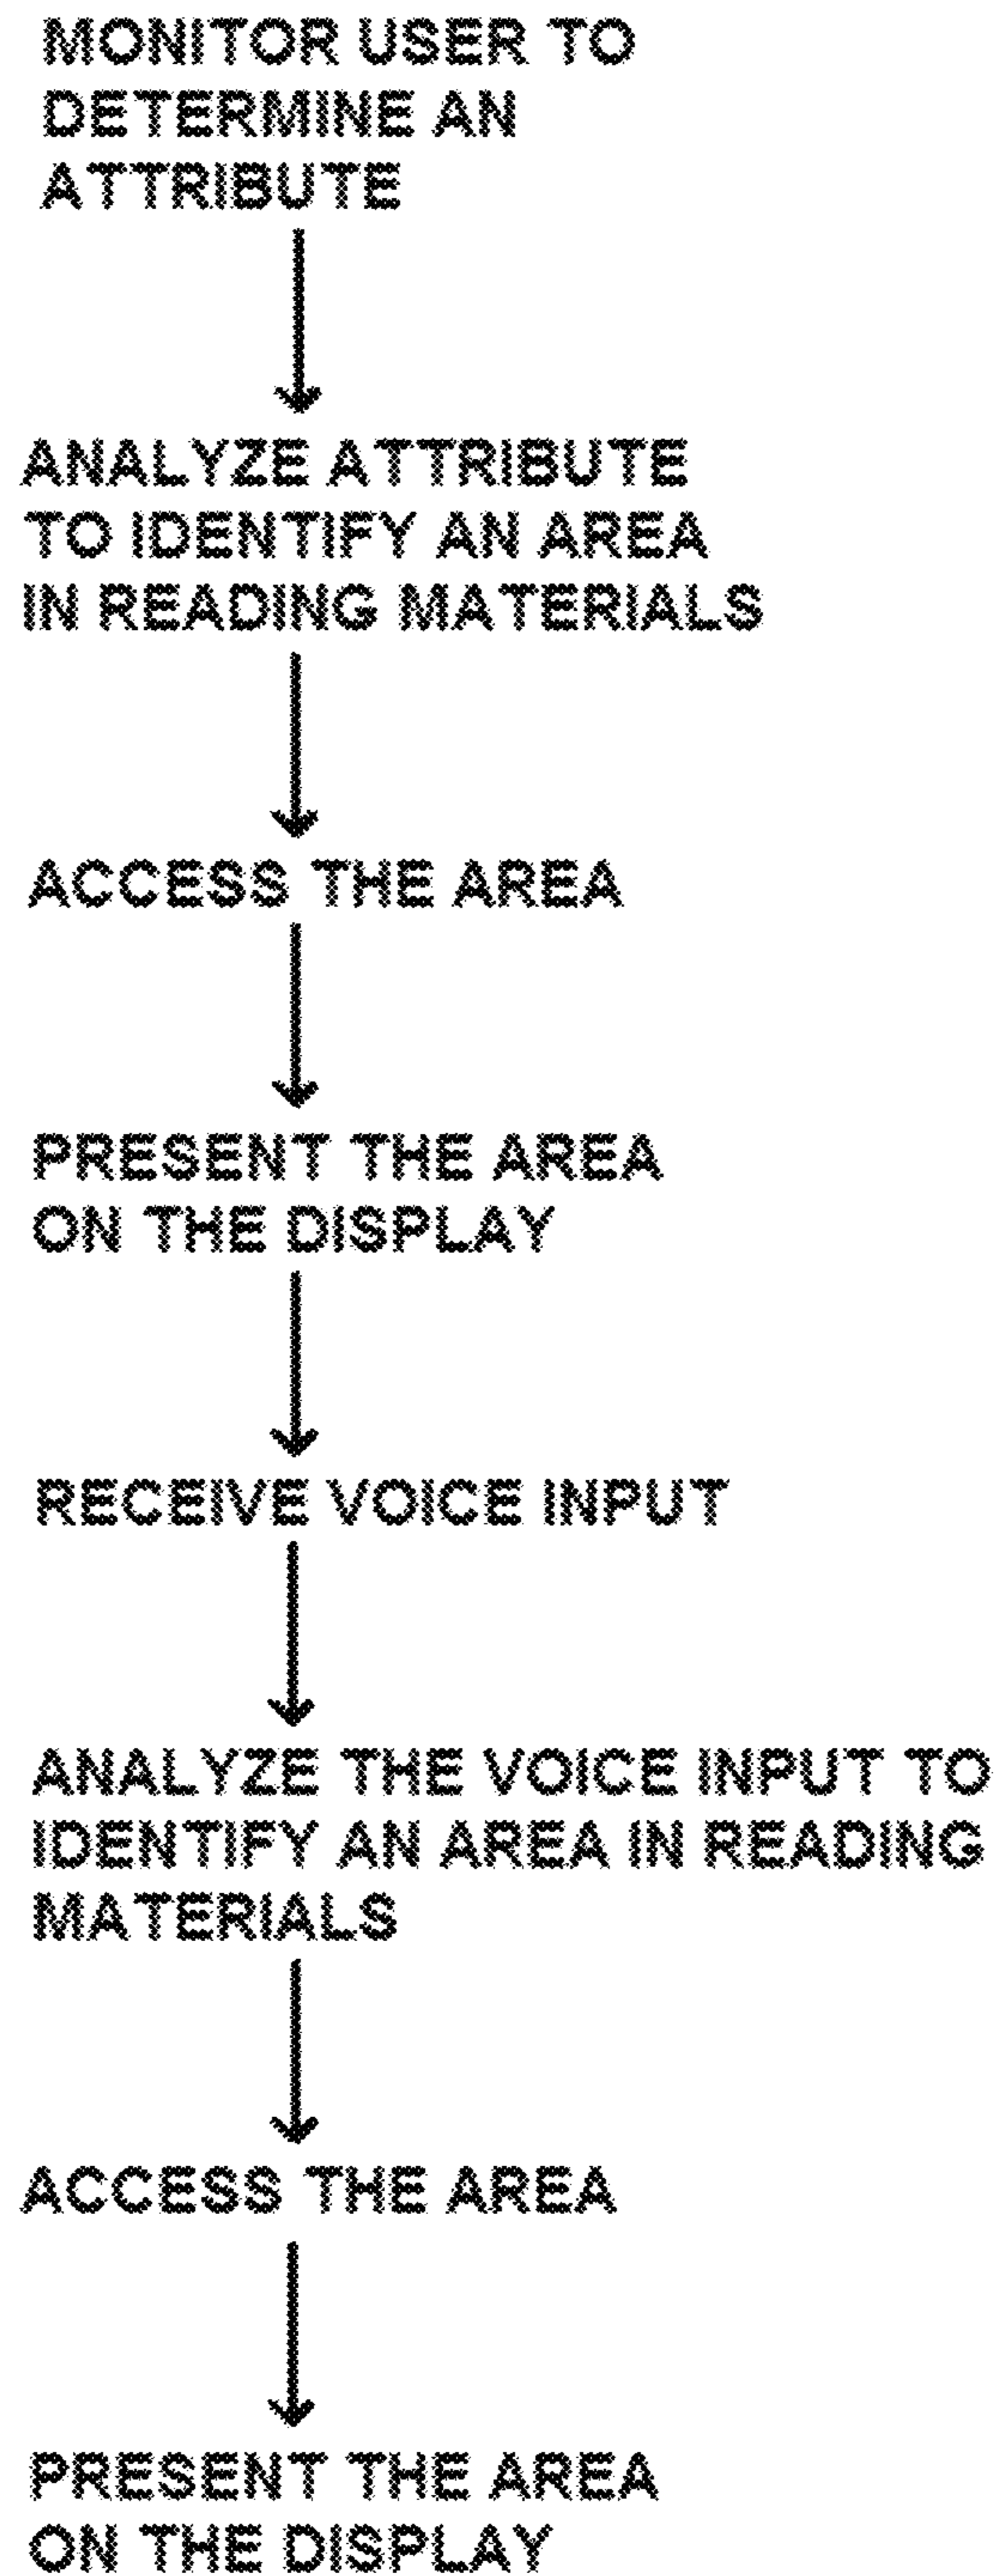 MONITOR USER TO
DETERMINE AN
ATTRIBUTE
ANALYZE ATTRIBUTE
TO IDENTIFY AN AREA
IN READING MATERIALS
ACCESS THE AREA
PRESENT THE AREA
ON THE DISPLAY
RECEIVE VOICE INPUT
ANALYZE THE VOICE INPUT TO
IDENTIFY AN AREA IN READING
MATERIALS
ACCESS THE AREA
PRESENT THE AREA
ON THE DISPLAY